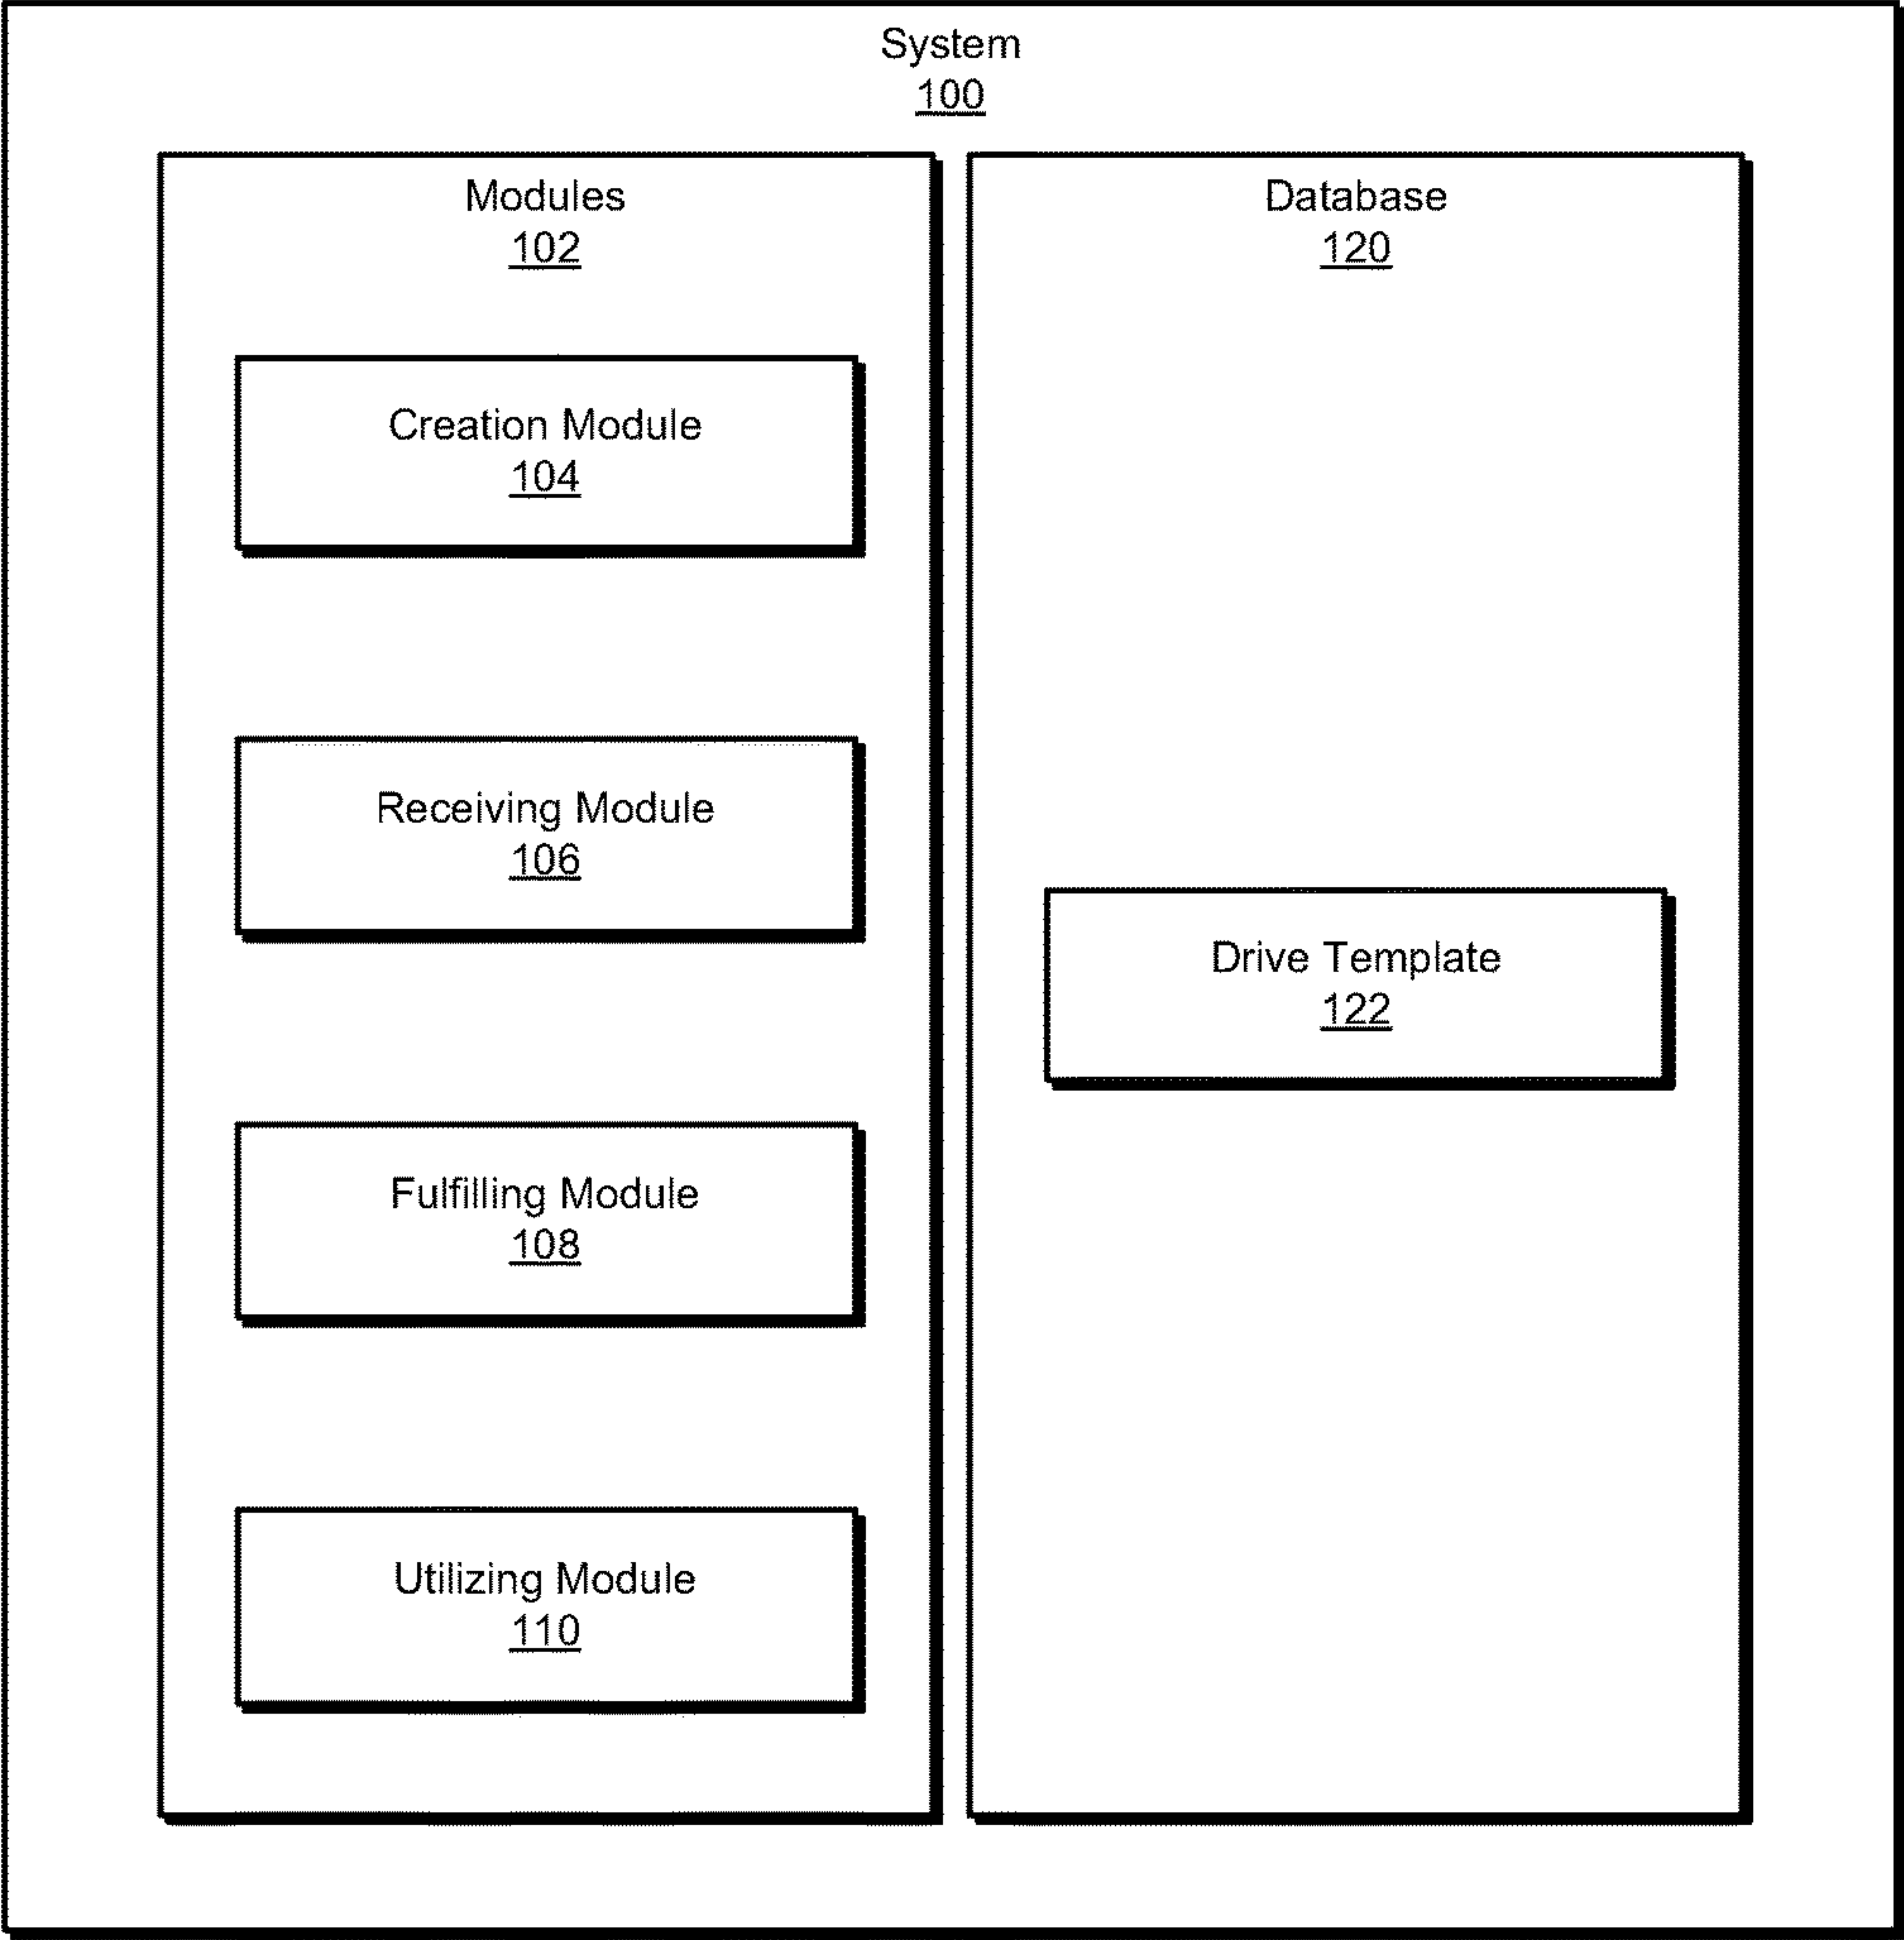 System
100
Modules
102
Creation Module
104
Receiving Module
106
Fulfilling Module
108
Utilizing Module
110
Database
120
Drive Template
122